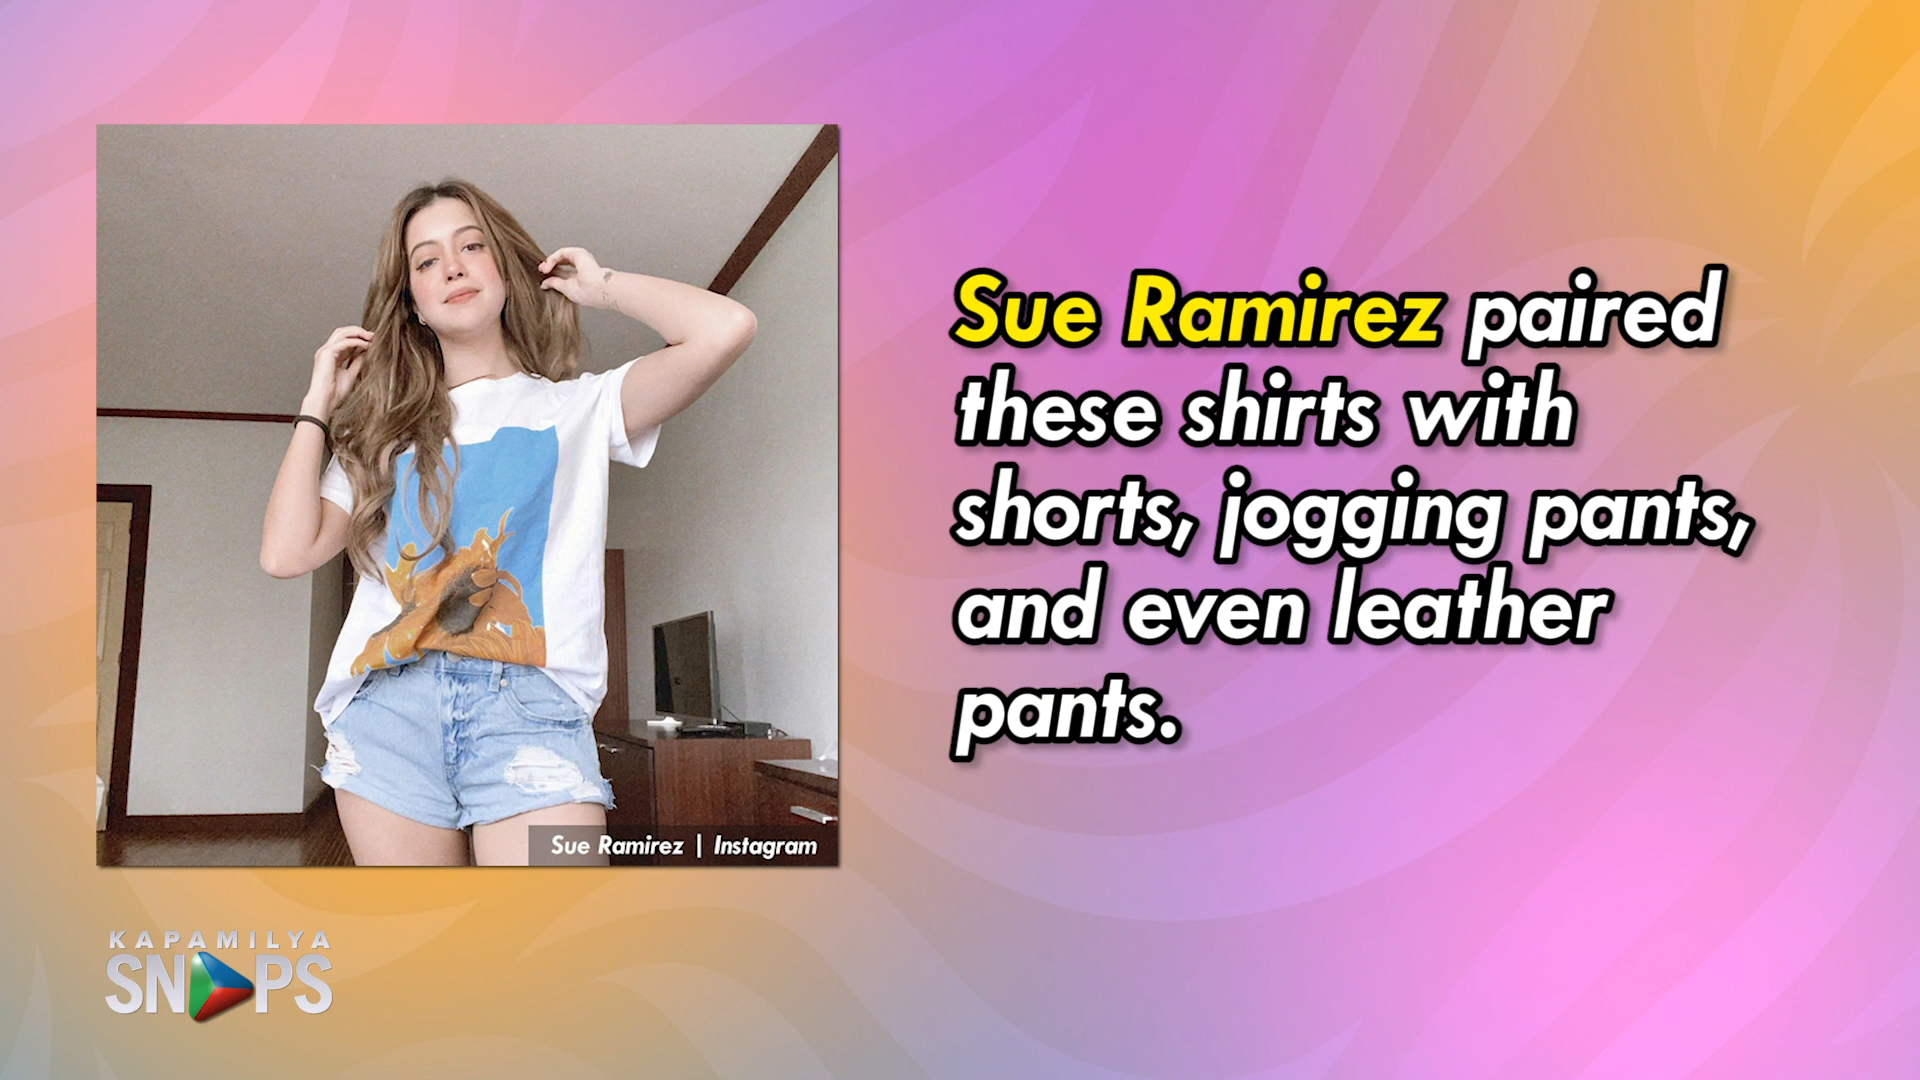 Sue Ramirez paired
these shirts with
shorts, jogging pants,
and even leather
pants.
Sue Ramirez | Instagram
KAPAMILYA
SNAPS